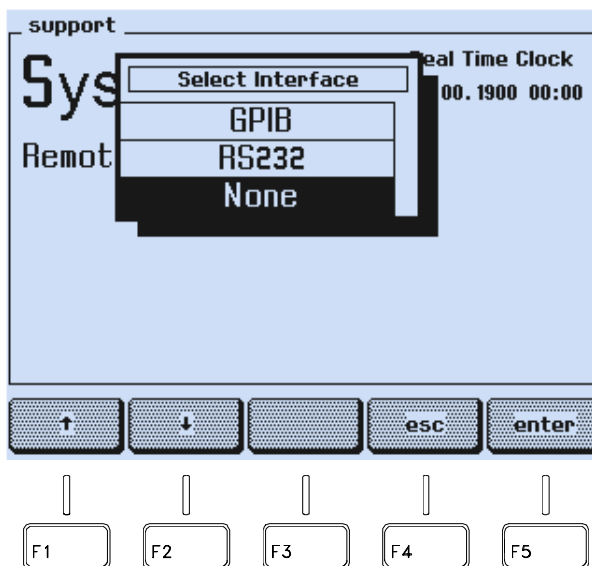 support
Sys
Real Time Clock
Select Interface
00.1900 00:00
GPIB
Remot
RS232
None
↑ ↓ esc enter
F1 F2 F3 F4 F5